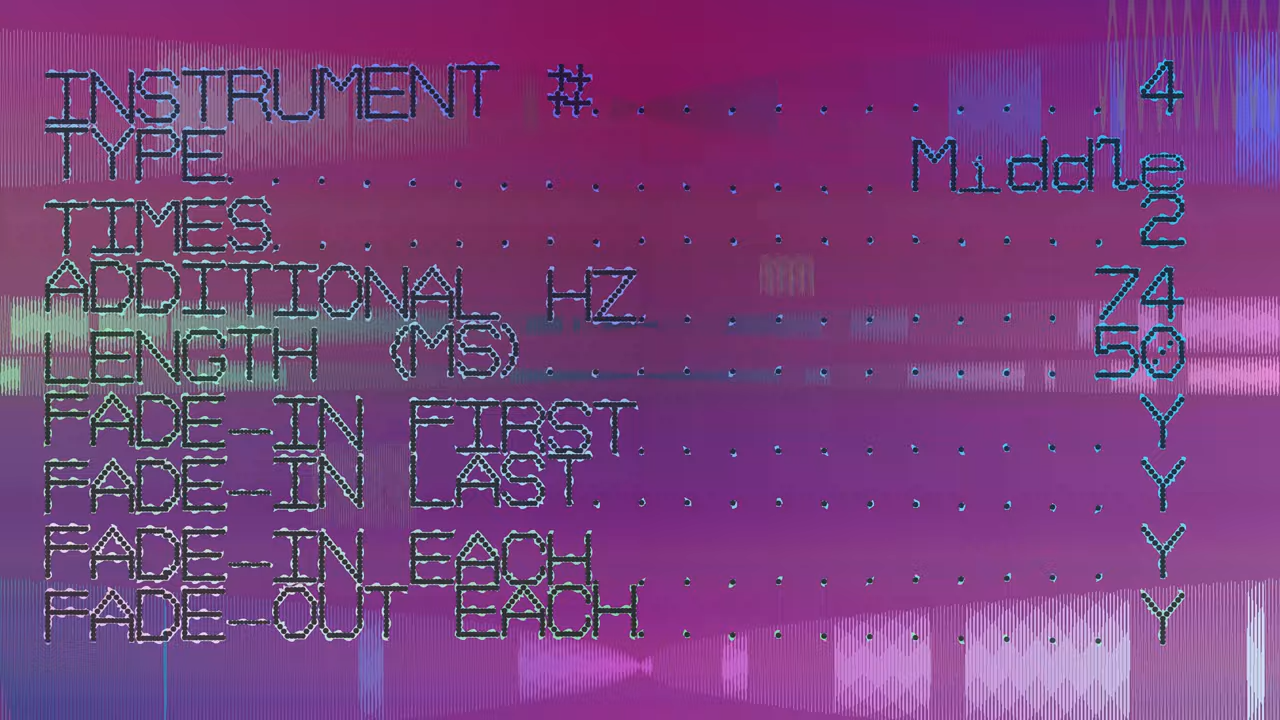 INSTRUMENT #. . . . . . . . . . . . 4
TYPE. . . . . . . . . . . . . . . Middle
TIMES. . . . . . . . . . . . . . . . . . . 2
ADDITIONAL HZ. . . . . . . . . . . 74
LENGTH (MS) . . . . . . . . . . . . . 50
FADE-IN FIRST. . . . . . . . . . . Y
FADE-IN LAST. . . . . . . . . . . . Y
FADE-IN EACH. . . . . . . . . . . . Y
FADE-OUT EACH. . . . . . . . . . . Y